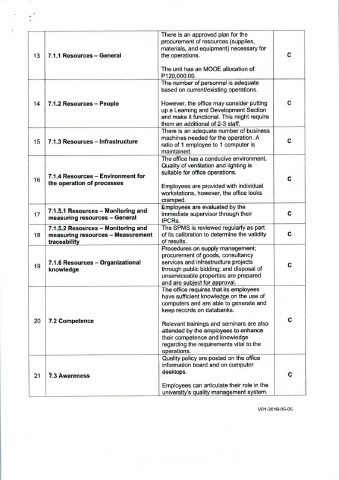 There is an approved plan for the
procurement of resources (supplies,
materials, and equipment) necessary for
13 7.1.1 Resources – General the operations. C
The unit has an MOOE allocation of
P120,000.00.
The number of personnel is adequate
based on current/existing operations.
14 7.1.2 Resources – People However, the office may consider putting C
up a Learning and Development Section
and make it functional. This might require
them an additional of 2-3 staff.
There is an adequate number of business
15 7.1.3 Resources – Infrastructure machines needed for the operation. A C
ratio of 1 employee to 1 computer is
maintained.
The office has a conducive environment.
Quality of ventilation and lighting is
16 7.1.4 Resources – Environment for suitable for office operations. C
the operation of processes
Employees are provided with individual
workstations, however, the office looks
cramped.
17 7.1.5.1 Resources – Monitoring and Employees are evaluated by the C
measuring resources – General immediate supervisor through their
IPCRs.
18 7.1.5.2 Resources – Monitoring and The SPMS is reviewed regularly as part C
measuring resources – Measurement of its calibration to determine the validity
traceability of results.
Procedures on supply management;
procurement of goods, consultancy
19 7.1.6 Resources – Organizational services and infrastructure projects C
knowledge through public bidding; and disposal of
unserviceable properties are prepared
and are subject for approval.
The office requires that its employees
have sufficient knowledge on the use of
computers and are able to generate and
keep records on databanks.
20 7.2 Competence C
Relevant trainings and seminars are also
attended by the employees to enhance
their competence and knowledge
regarding the requirements vital to the
operations.
Quality policy are posted on the office
information board and on computer
21 7.3 Awareness desktops. C
Employees can articulate their role in the
university's quality management system.
V01-2018-05-05